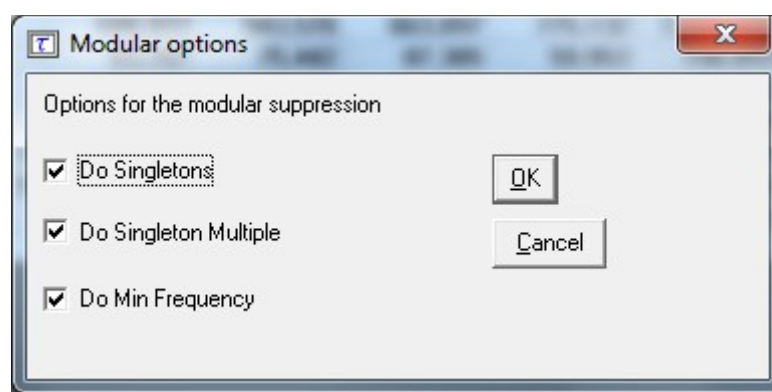 τ Modular options
Options for the modular suppression
Do Singletons
OK
Do Singleton Multiple
Cancel
Do Min Frequency